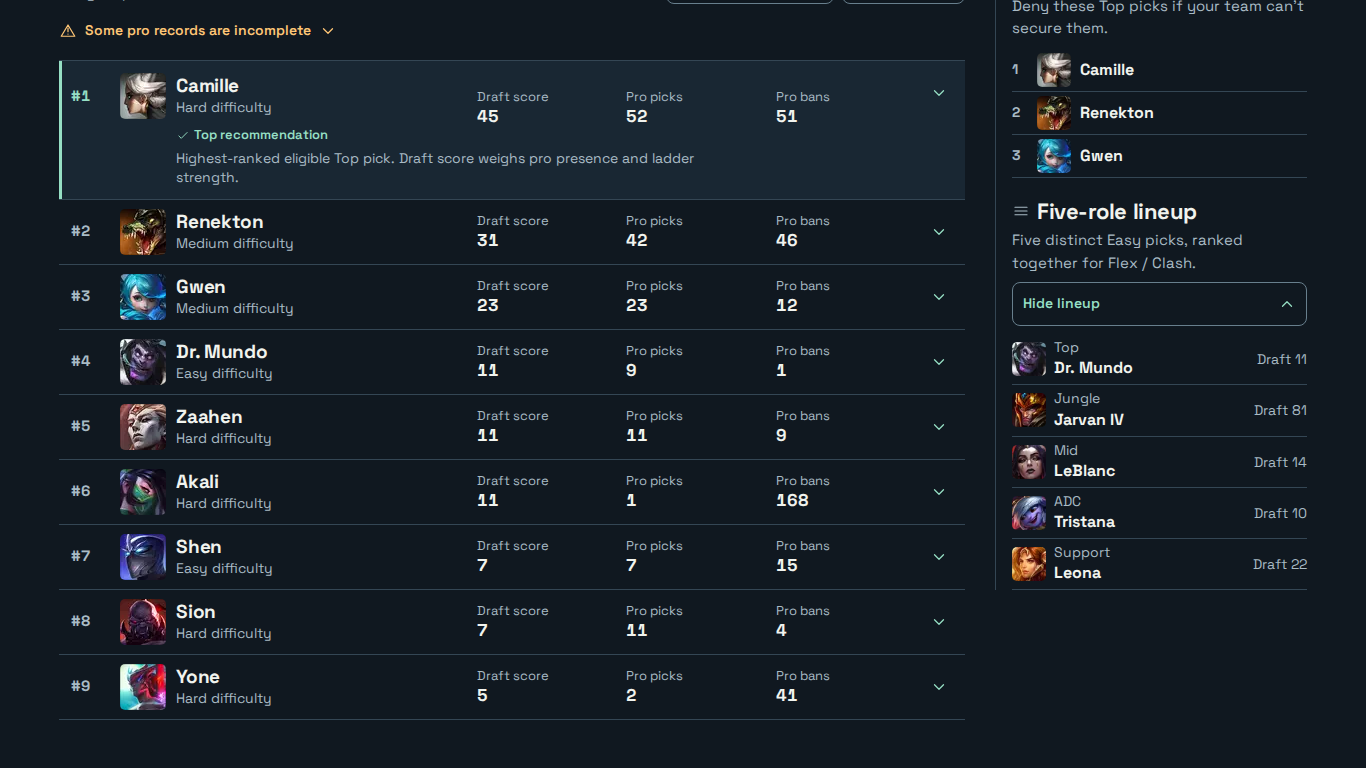 Some pro records are incomplete
#1
Camille
Hard difficulty
Top recommendation
Highest-ranked eligible Top pick. Draft score weighs pro presence and ladder
strength.
Draft score
45
Pro picks
52
Pro bans
51
#2
Renekton
Medium difficulty
Draft score
31
Pro picks
42
Pro bans
46
#3
Gwen
Medium difficulty
Draft score
23
Pro picks
23
Pro bans
12
#4
Dr. Mundo
Easy difficulty
Draft score
11
Pro picks
9
Pro bans
1
#5
Zaahen
Hard difficulty
Draft score
11
Pro picks
11
Pro bans
9
#6
Akali
Hard difficulty
Draft score
11
Pro picks
1
Pro bans
168
#7
Shen
Easy difficulty
Draft score
7
Pro picks
7
Pro bans
15
#8
Sion
Hard difficulty
Draft score
7
Pro picks
11
Pro bans
4
#9
Yone
Hard difficulty
Draft score
5
Pro picks
2
Pro bans
41
Deny these Top picks if your team can't
secure them.
1 Camille
2 Renekton
3 Gwen
Five-role lineup
Five distinct Easy picks, ranked
together for Flex / Clash.
Hide lineup
Top
Dr. Mundo
Draft 11
Jungle
Jarvan IV
Draft 81
Mid
LeBlanc
Draft 14
ADC
Tristana
Draft 10
Support
Leona
Draft 22